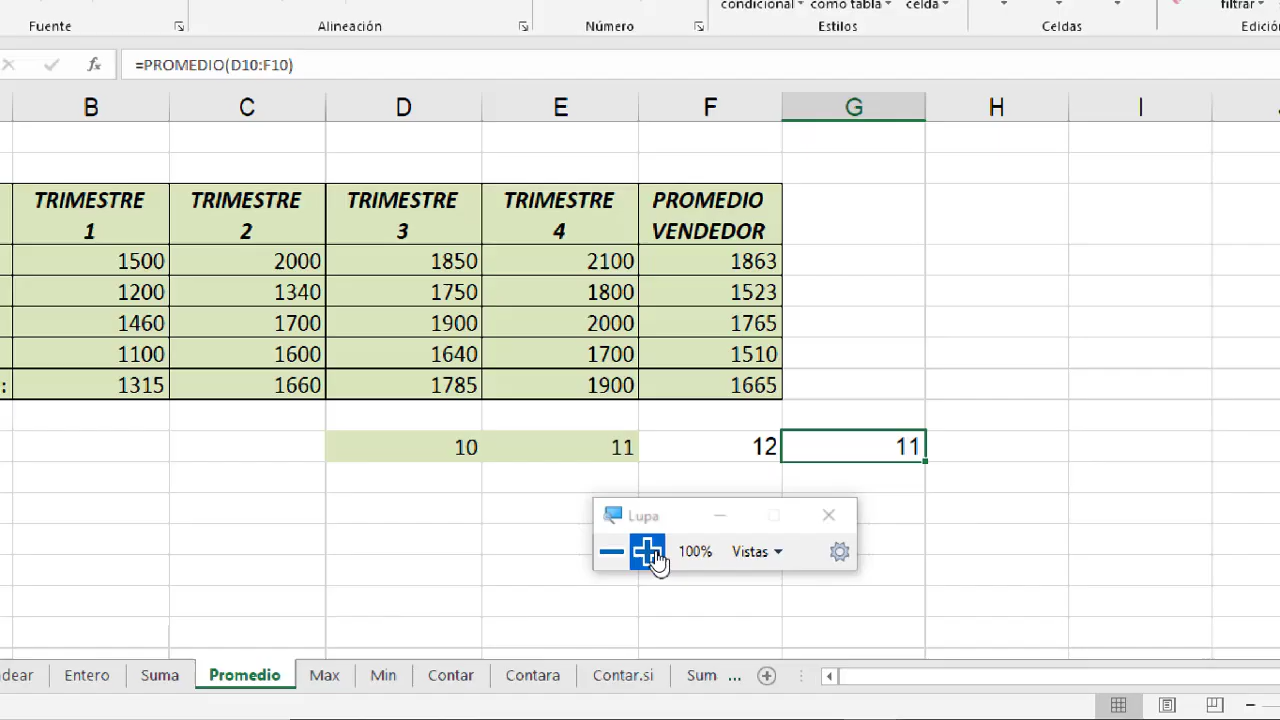 condicional como tabla celda filtrar
Fuente Alineación Número Estilos Celdas Edició
fx =PROMEDIO(D10:F10)
B C D E F G H I
TRIMESTRE TRIMESTRE TRIMESTRE TRIMESTRE PROMEDIO
1 2 3 4 VENDEDOR
1500 2000 1850 2100 1863
1200 1340 1750 1800 1523
1460 1700 1900 2000 1765
1100 1600 1640 1700 1510
: 1315 1660 1785 1900 1665
10 11 12 11
Lupa
100% Vistas
dear Entero Suma Promedio Max Min Contar Contara Contar.si Sum ...